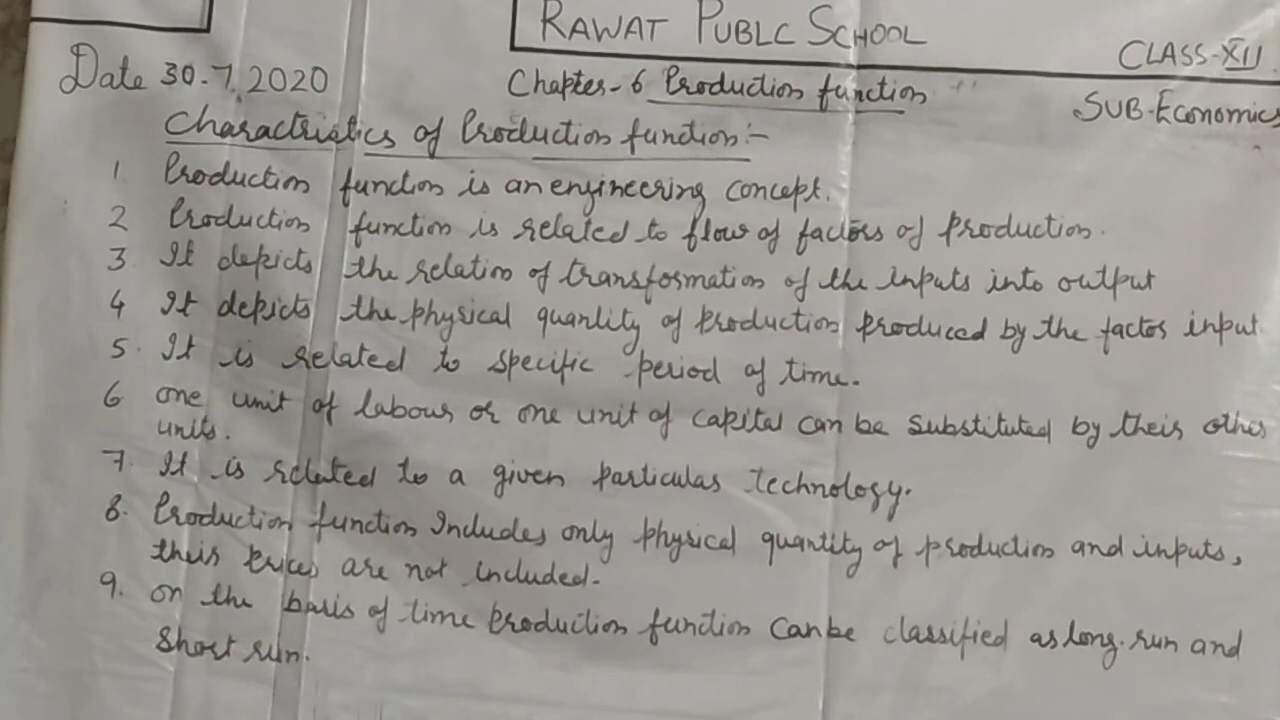 RAWAT PUBLC SCHOOL
CLASS-XII
Date 30.7.2020
Chapter-6 Production function
SUB-Economics
Charactristics of Production function:-
1. Production function is an engineering concept.
2 Production function is related to flow of factors of production.
3 It depicts the relation of transformation of the inputs into output
4 It depicts the physical quantity of production produced by the factor input.
5. It is related to specific period of time.
6 one unit of labour or one unit of capital can be substituted by their other
units.
7. It is related to a given particular technology.
8. Production function Includes only physical quantity of production and inputs,
their prices are not included.
9. on the basis of time production function can be classified as long. run and
Short run.